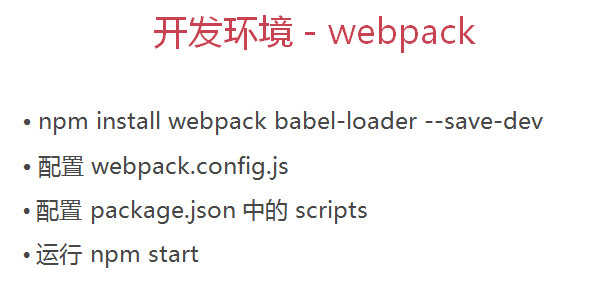 开发环境 - webpack
• npm install webpack babel-loader --save-dev
• 配置 webpack.config.js
• 配置 package.json 中的 scripts
• 运行 npm start